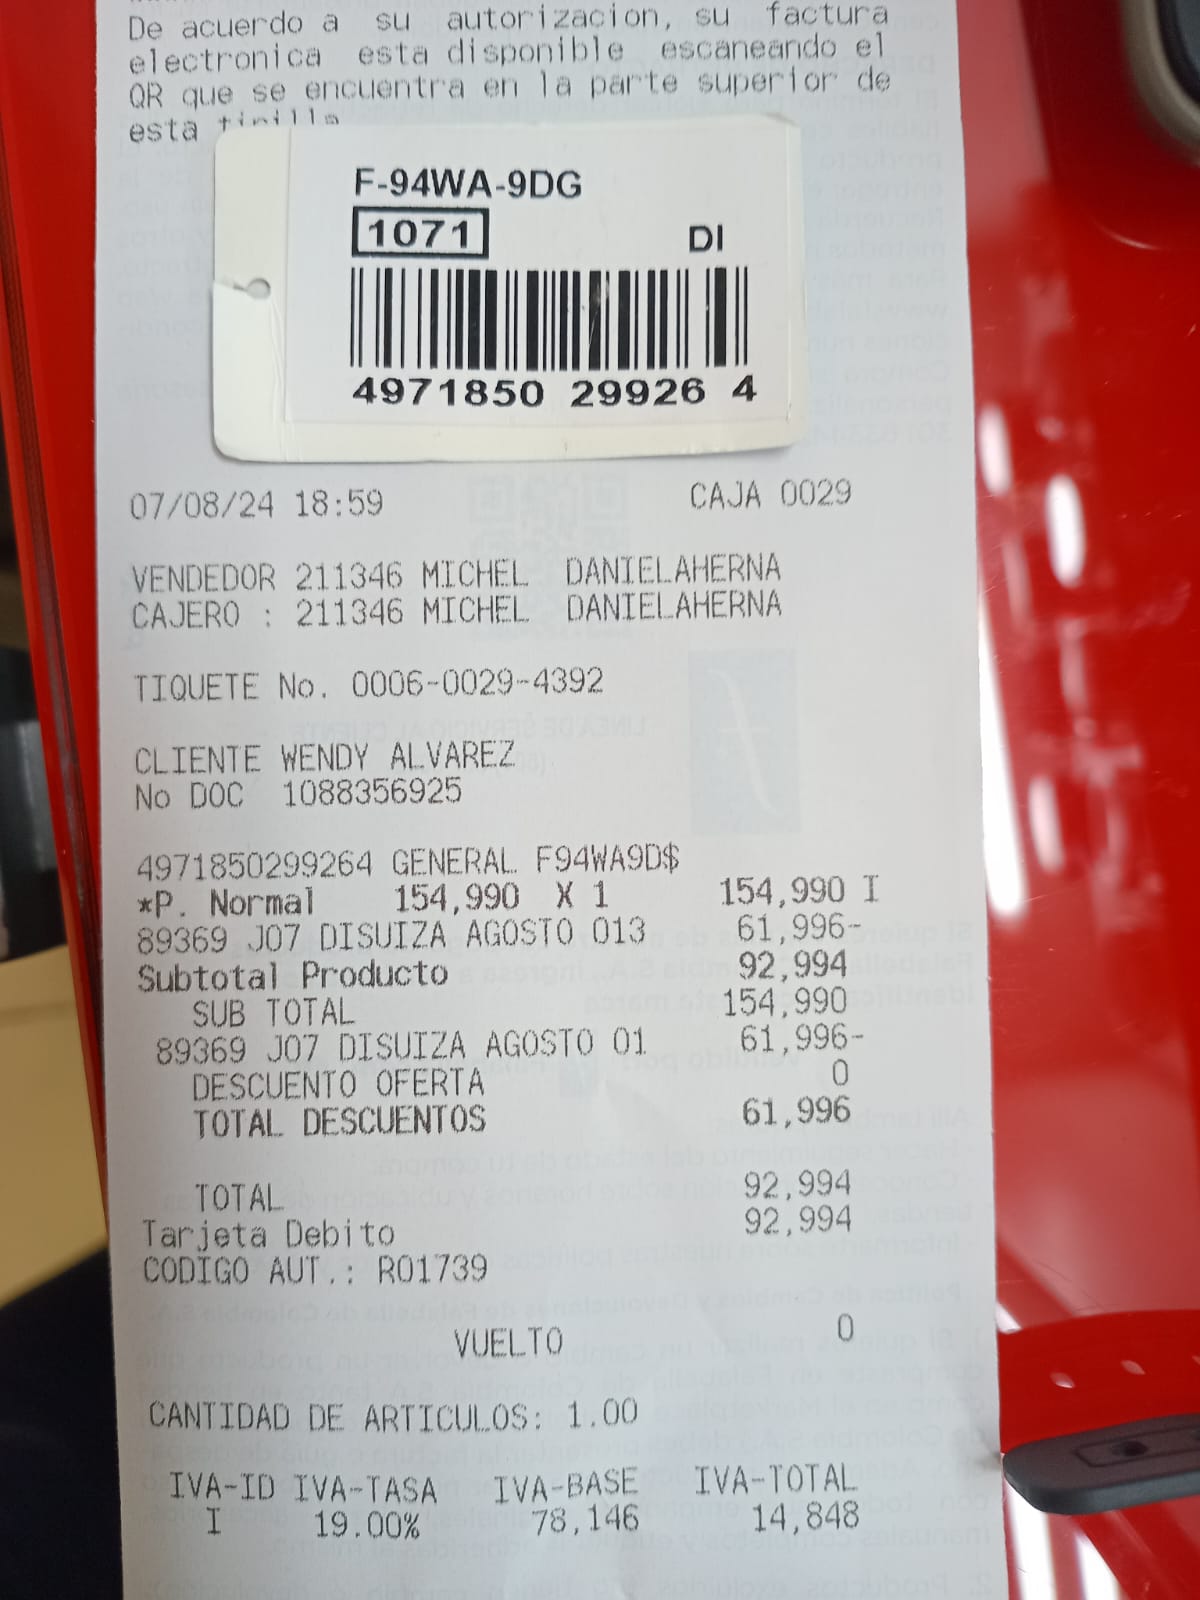 De acuerdo a su autorizacion, su factura
electronica esta disponible escaneando el
QR que se encuentra en la parte superior de
esta tirilla
F-94WA-9DG
1071
DI
4971850 29926 4
07/08/24 18:59 CAJA 0029
VENDEDOR 211346 MICHEL DANIELAHERNA
CAJERO : 211346 MICHEL DANIELAHERNA
TIQUETE No. 0006-0029-4392
CLIENTE WENDY ALVAREZ
No DOC 1088356925
4971850299264 GENERAL F94WA9D$
*P. Normal 154,990 X 1 154,990 I
89369 J07 DISUIZA AGOSTO 013 61,996-
Subtotal Producto 92,994
SUB TOTAL 154,990
89369 J07 DISUIZA AGOSTO 01 61,996-
DESCUENTO OFERTA 0
TOTAL DESCUENTOS 61,996
TOTAL 92,994
Tarjeta Debito 92,994
CODIGO AUT.: R01739
VUELTO 0
CANTIDAD DE ARTICULOS: 1.00
IVA-ID IVA-TASA IVA-BASE IVA-TOTAL
I 19.00% 78,146 14,848